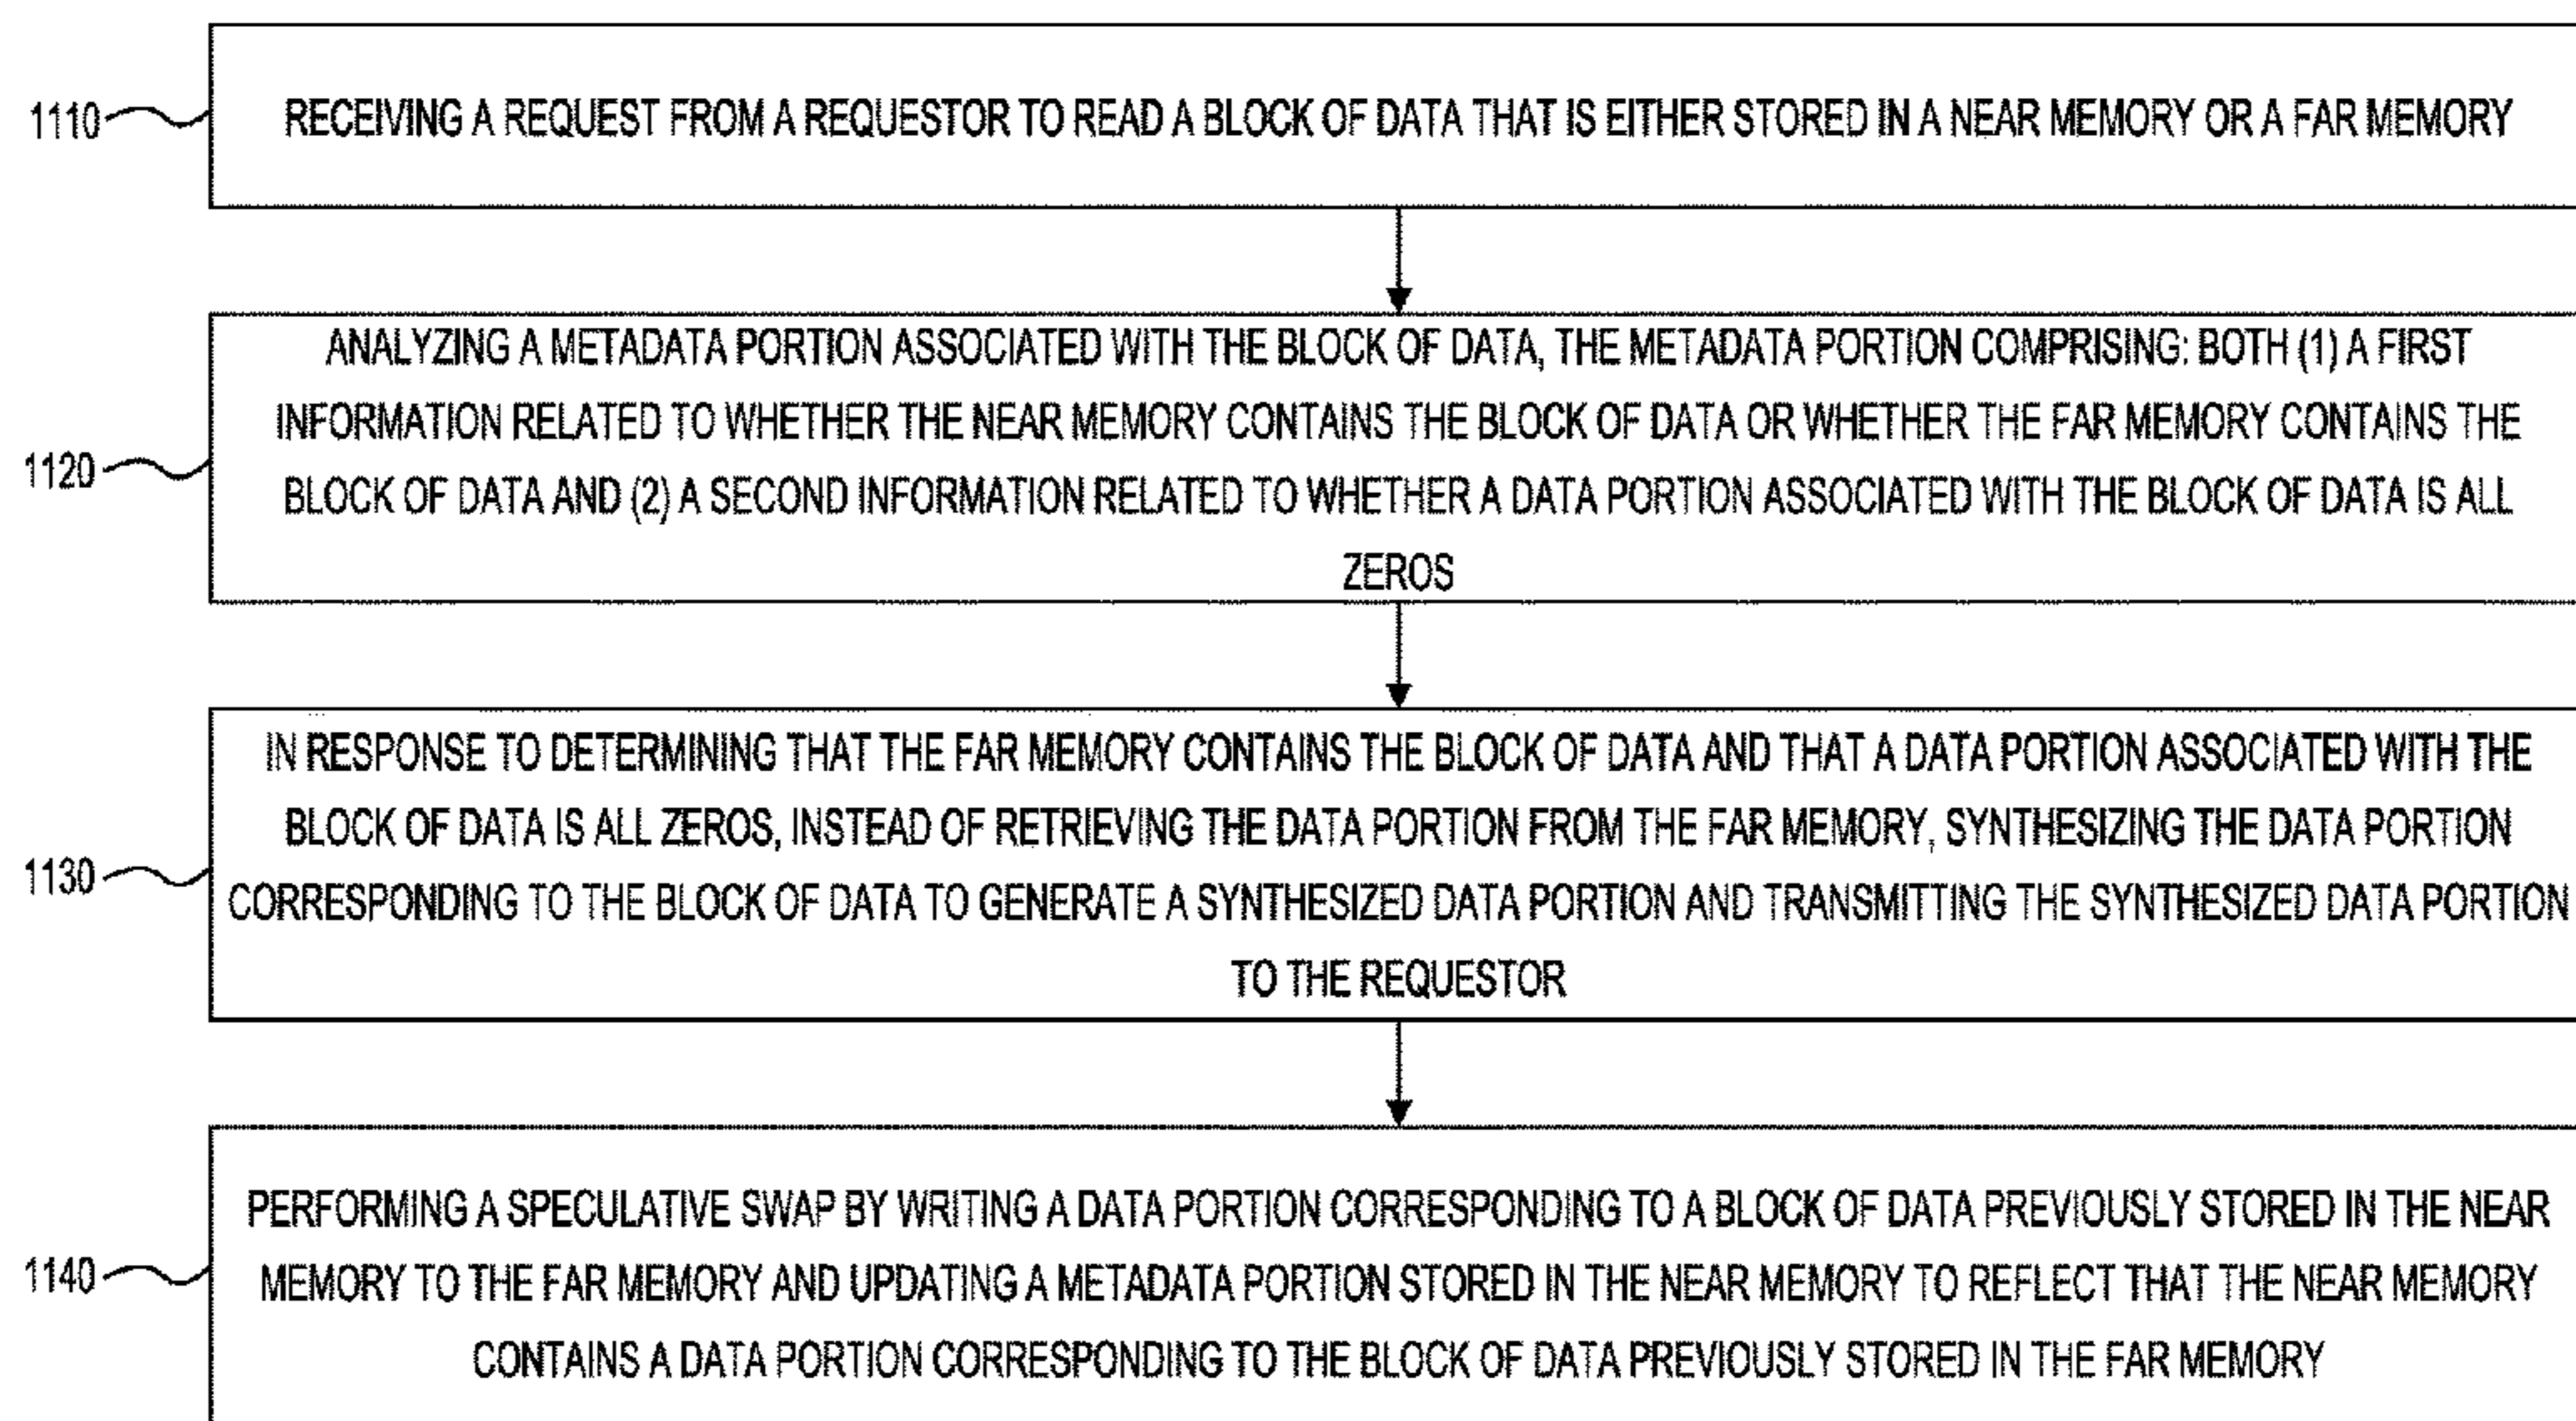 1110
RECEIVING A REQUEST FROM A REQUESTOR TO READ A BLOCK OF DATA THAT IS EITHER STORED IN A NEAR MEMORY OR A FAR MEMORY
1120
ANALYZING A METADATA PORTION ASSOCIATED WITH THE BLOCK OF DATA, THE METADATA PORTION COMPRISING: BOTH (1) A FIRST
INFORMATION RELATED TO WHETHER THE NEAR MEMORY CONTAINS THE BLOCK OF DATA OR WHETHER THE FAR MEMORY CONTAINS THE
BLOCK OF DATA AND (2) A SECOND INFORMATION RELATED TO WHETHER A DATA PORTION ASSOCIATED WITH THE BLOCK OF DATA IS ALL
ZEROS
1130
IN RESPONSE TO DETERMINING THAT THE FAR MEMORY CONTAINS THE BLOCK OF DATA AND THAT A DATA PORTION ASSOCIATED WITH THE
BLOCK OF DATA IS ALL ZEROS, INSTEAD OF RETRIEVING THE DATA PORTION FROM THE FAR MEMORY, SYNTHESIZING THE DATA PORTION
CORRESPONDING TO THE BLOCK OF DATA TO GENERATE A SYNTHESIZED DATA PORTION AND TRANSMITTING THE SYNTHESIZED DATA PORTION
TO THE REQUESTOR
1140
PERFORMING A SPECULATIVE SWAP BY WRITING A DATA PORTION CORRESPONDING TO A BLOCK OF DATA PREVIOUSLY STORED IN THE NEAR
MEMORY TO THE FAR MEMORY AND UPDATING A METADATA PORTION STORED IN THE NEAR MEMORY TO REFLECT THAT THE NEAR MEMORY
CONTAINS A DATA PORTION CORRESPONDING TO THE BLOCK OF DATA PREVIOUSLY STORED IN THE FAR MEMORY